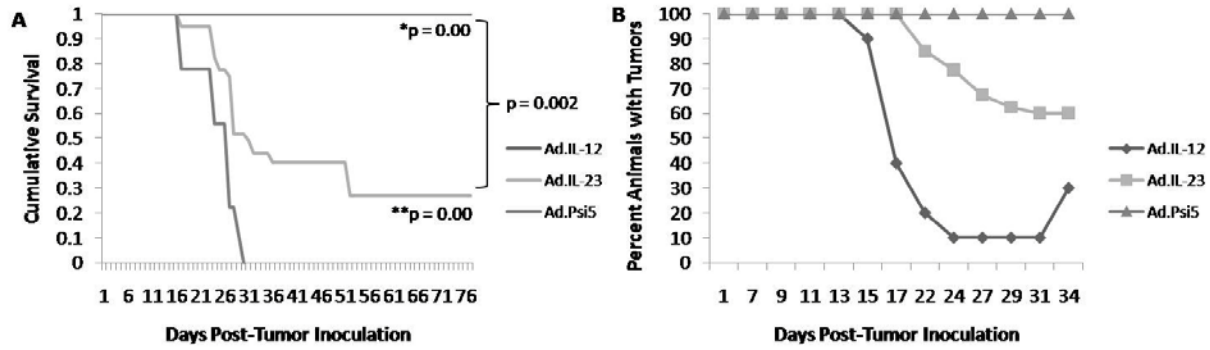 A
Cumulative Survival
1
0.9
0.8
0.7
0.6
0.5
0.4
0.3
0.2
0.1
0
*p = 0.00
p = 0.002
**p = 0.00
Ad.IL-12
Ad.IL-23
Ad.Psi5
1 6 11 16 21 26 31 36 41 46 51 56 61 66 71 76
Days Post-Tumor Inoculation
B
Percent Animals with Tumors
100
90
80
70
60
50
40
30
20
10
0
Ad.IL-12
Ad.IL-23
Ad.Psi5
1 7 9 11 13 15 17 22 24 27 29 31 34
Days Post-Tumor Inoculation